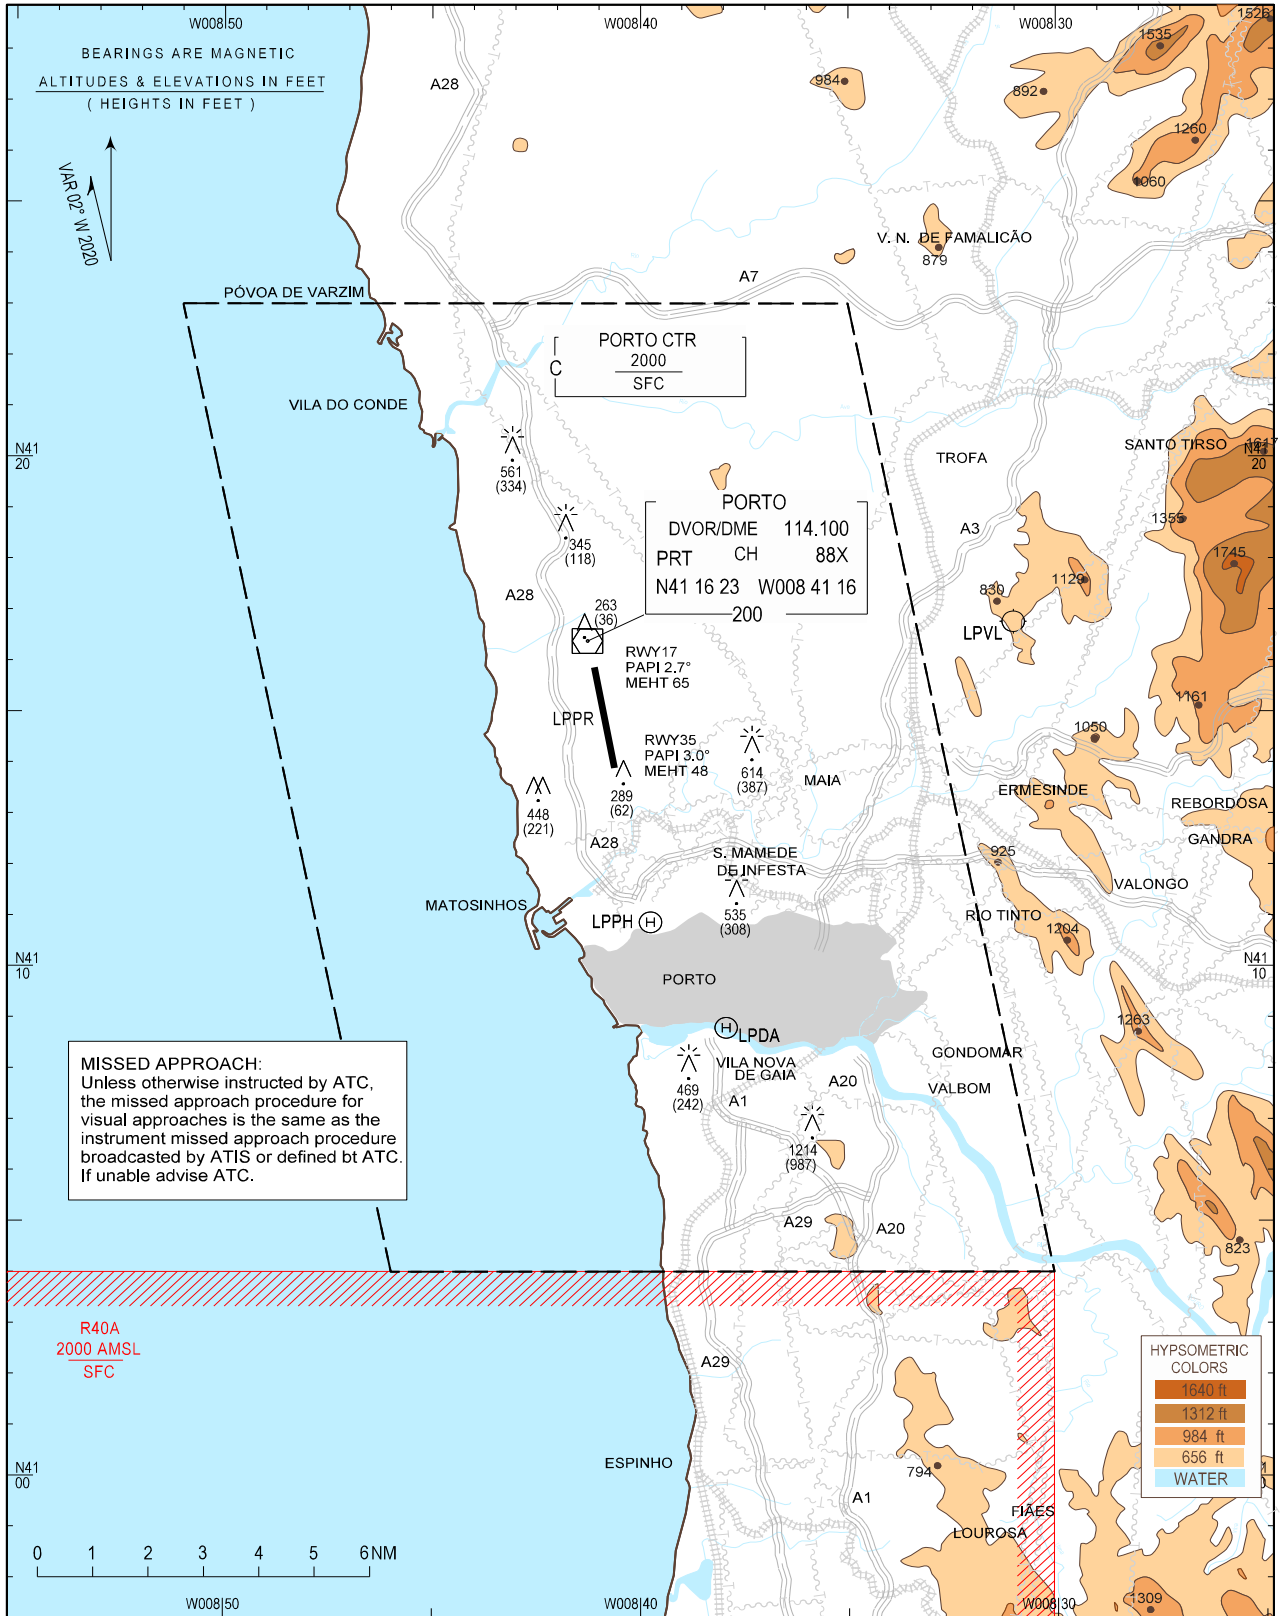 W008 50
W008 40
W008 30
1526
1535
BEARINGS ARE MAGNETIC
ALTITUDES & ELEVATIONS IN FEET
( HEIGHTS IN FEET )
A28
984
892
1260
1060
VAR 02° W 2020
V. N. DE FAMALICÃO
879
A7
PÓVOA DE VARZIM
PORTO CTR
C
2000
SFC
VILA DO CONDE
N41
20
561
(334)
TROFA
SANTO TIRSO
1617
N41
20
345
(118)
PORTO
DVOR/DME 114.100
PRT CH 88X
N41 16 23 W008 41 16
200
A3
1355
1745
1129
A28
830
263
(36)
LPVL
RWY17
PAPI 2.7°
MEHT 65
LPPR
1161
RWY35
PAPI 3.0°
MEHT 48
1050
614
(387)
MAIA
289
(62)
448
(221)
ERMESINDE
REBORDOSA
GANDRA
A28
S. MAMEDE
DE INFESTA
925
VALONGO
MATOSINHOS
LPPH
H
535
(308)
RIO TINTO
1204
N41
10
N41
10
PORTO
1263
H
LPDA
GONDOMAR
VALBOM
VILA NOVA
DE GAIA
469
(242)
A1
A20
MISSED APPROACH:
Unless otherwise instructed by ATC,
the missed approach procedure for
visual approaches is the same as the
instrument missed approach procedure
broadcasted by ATIS or defined bt ATC.
If unable advise ATC.
1214
(987)
A29
A20
823
R40A
2000 AMSL
SFC
A29
HYPSOMETRIC
COLORS
1640 ft
1312 ft
984 ft
656 ft
WATER
ESPINHO
794
N41
00
A1
FIÃES
LOUROSA
0 1 2 3 4 5 6 NM
1309
W008 50
W008 40
W008 30